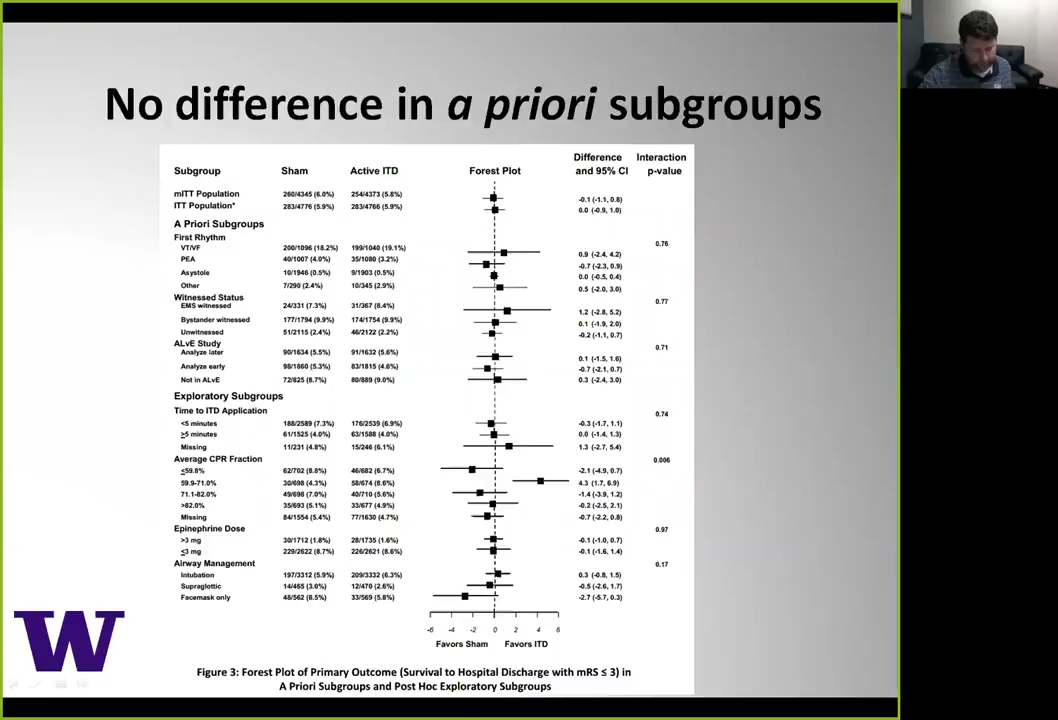 No difference in a priori subgroups
Subgroup Sham Active ITD Forest Plot Difference and 95% CI Interaction p-value
mITT Population 260/4345 (6.0%) 254/4373 (5.8%) -0.1 (-1.1, 0.8)
ITT Population* 283/4776 (5.9%) 283/4766 (5.9%) 0.0 (-0.9, 1.0)
A Priori Subgroups
First Rhythm 0.76
VT/VF 200/1096 (18.2%) 199/1040 (19.1%) 0.9 (-2.4, 4.2)
PEA 40/1007 (4.0%) 35/1080 (3.2%) -0.7 (-2.3, 0.9)
Asystole 10/1946 (0.5%) 9/1903 (0.5%) 0.0 (-0.5, 0.4)
Other 7/290 (2.4%) 10/345 (2.9%) 0.5 (-2.0, 3.0)
Witnessed Status 0.77
EMS witnessed 24/331 (7.3%) 31/367 (8.4%) 1.2 (-2.8, 5.2)
Bystander witnessed 177/1794 (9.9%) 174/1754 (9.9%) 0.1 (-1.9, 2.0)
Unwitnessed 51/2115 (2.4%) 46/2122 (2.2%) -0.2 (-1.1, 0.7)
ALvE Study 0.71
Analyze later 90/1634 (5.5%) 91/1632 (5.6%) 0.1 (-1.5, 1.6)
Analyze early 98/1860 (5.3%) 83/1815 (4.6%) -0.7 (-2.1, 0.7)
Not in ALvE 72/825 (8.7%) 80/889 (9.0%) 0.3 (-2.4, 3.0)
Exploratory Subgroups
Time to ITD Application 0.74
<5 minutes 188/2589 (7.3%) 176/2539 (6.9%) -0.3 (-1.7, 1.1)
≥5 minutes 61/1525 (4.0%) 63/1588 (4.0%) 0.0 (-1.4, 1.3)
Missing 11/231 (4.8%) 15/246 (6.1%) 1.3 (-2.7, 5.4)
Average CPR Fraction 0.006
≤59.8% 62/702 (8.8%) 46/682 (6.7%) -2.1 (-4.9, 0.7)
59.9-71.0% 30/698 (4.3%) 58/674 (8.6%) 4.3 (1.7, 6.9)
71.1-82.0% 49/698 (7.0%) 40/710 (5.6%) -1.4 (-3.9, 1.2)
>82.0% 35/693 (5.1%) 33/677 (4.9%) -0.2 (-2.5, 2.1)
Missing 84/1554 (5.4%) 77/1630 (4.7%) -0.7 (-2.2, 0.8)
Epinephrine Dose 0.97
>3 mg 30/1712 (1.8%) 28/1735 (1.6%) -0.1 (-1.0, 0.7)
≤3 mg 229/2622 (8.7%) 226/2621 (8.6%) -0.1 (-1.6, 1.4)
Airway Management 0.17
Intubation 197/3312 (5.9%) 209/3332 (6.3%) 0.3 (-0.8, 1.5)
Supraglottic 14/465 (3.0%) 12/470 (2.6%) -0.5 (-2.6, 1.7)
Facemask only 48/562 (8.5%) 33/569 (5.8%) -2.7 (-5.7, 0.3)
-6 -4 -2 0 2 4 6
Favors Sham Favors ITD
W
Figure 3: Forest Plot of Primary Outcome (Survival to Hospital Discharge with mRS ≤ 3) in
A Priori Subgroups and Post Hoc Exploratory Subgroups